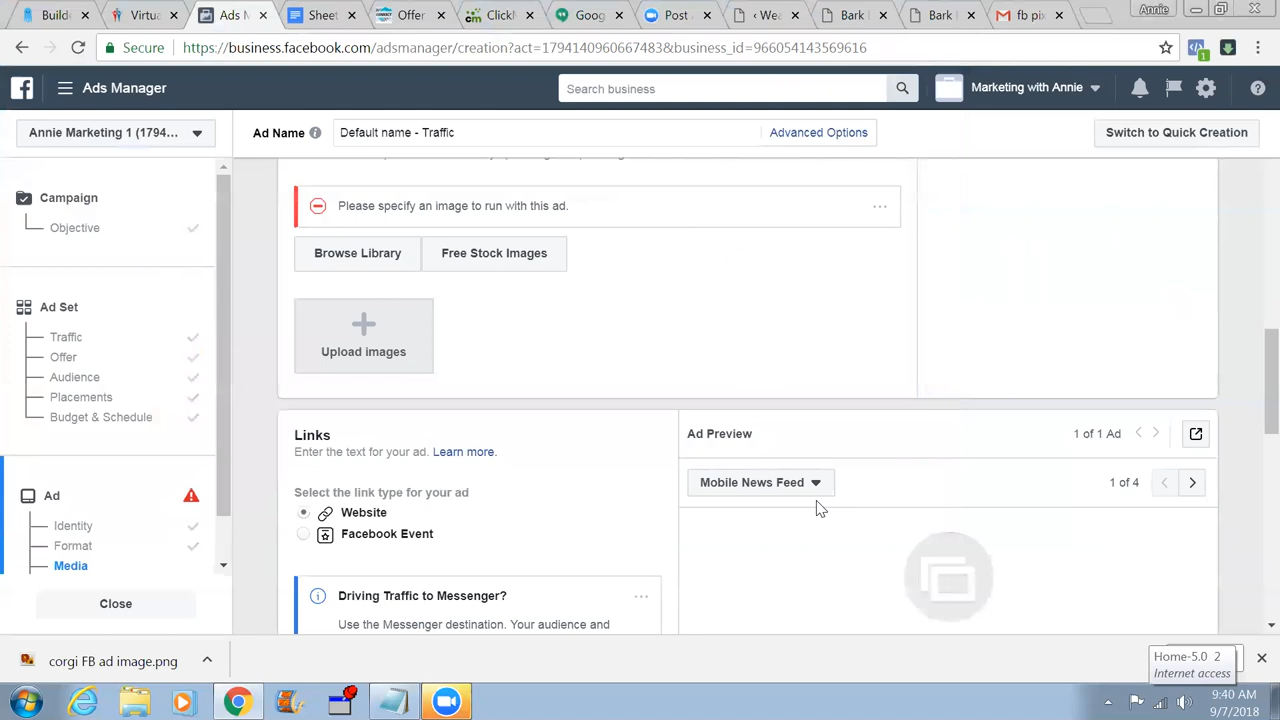 Build
Virtua
Ads M
Sheet
Offer
ClickM
Goog
Post
‹ Wea
Bark
Bark
fb pix
Annie
Secure
https://business.facebook.com/adsmanager/creation?act=1794140960667483&business_id=966054143569616
1
Ads Manager
Search business
Marketing with Annie
Annie Marketing 1 (1794...
Ad Name
Default name - Traffic
Advanced Options
Switch to Quick Creation
Campaign
Objective
Ad Set
Traffic
Offer
Audience
Placements
Budget & Schedule
Ad
Identity
Format
Media
Close
Please specify an image to run with this ad.
Browse Library
Free Stock Images
Upload images
Links
Enter the text for your ad. Learn more.
Select the link type for your ad
Website
Facebook Event
Driving Traffic to Messenger?
Use the Messenger destination. Your audience and
Ad Preview
1 of 1 Ad
Mobile News Feed
1 of 4
corgi FB ad image.png
Home-5.0 2
Internet access
9:40 AM
9/7/2018